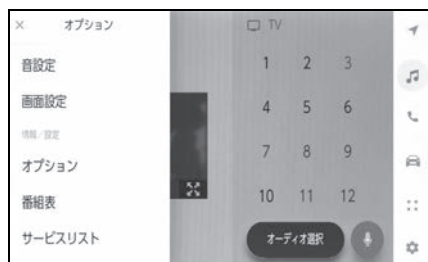 × オプション
音設定
画面設定
情報／設定
オプション
番組表
サービスリスト
TV
1 2 3
4 5 6
7 8 9
10 11 12
オーディオ選択